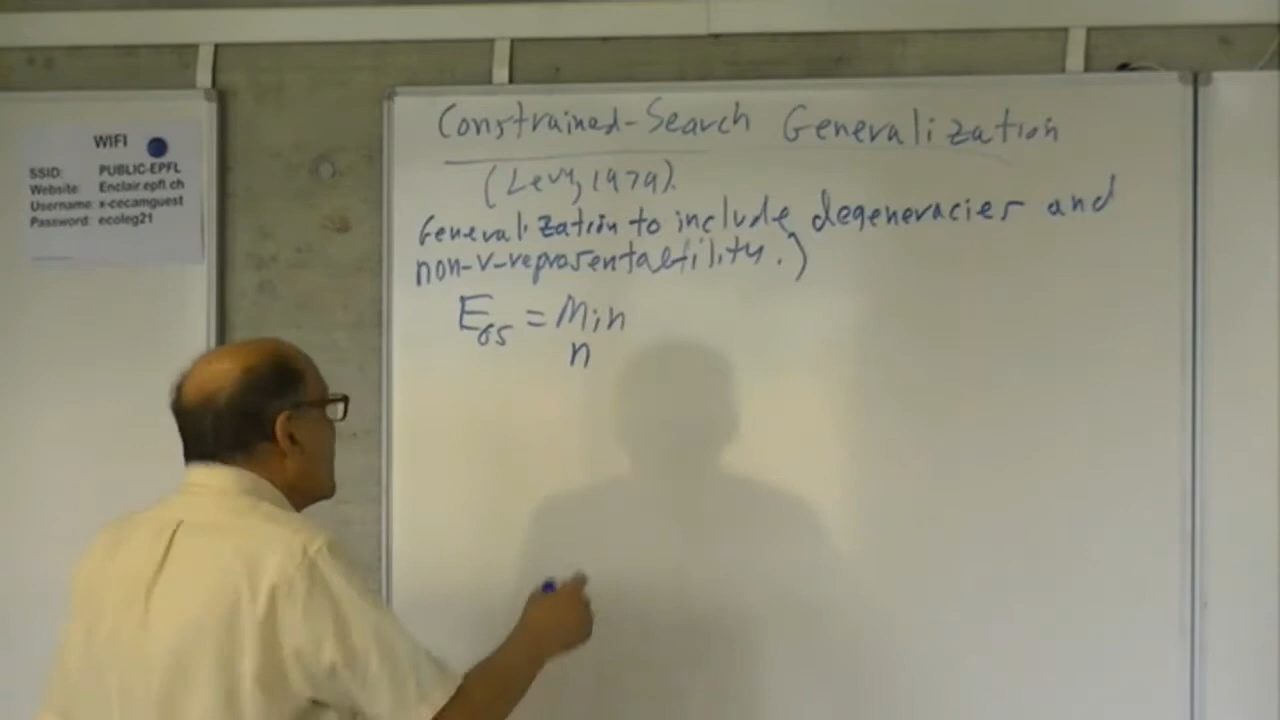 WIFI
SSID: PUBLIC-EPFL
Website: Enclair.epfl.ch
Username: x-cecamguest
Password: ecoleg21
Constrained-Search Generalization
(Levy, 1979).
Generalization to include degeneracies and
non-v-representability.)
E_GS = Min
n